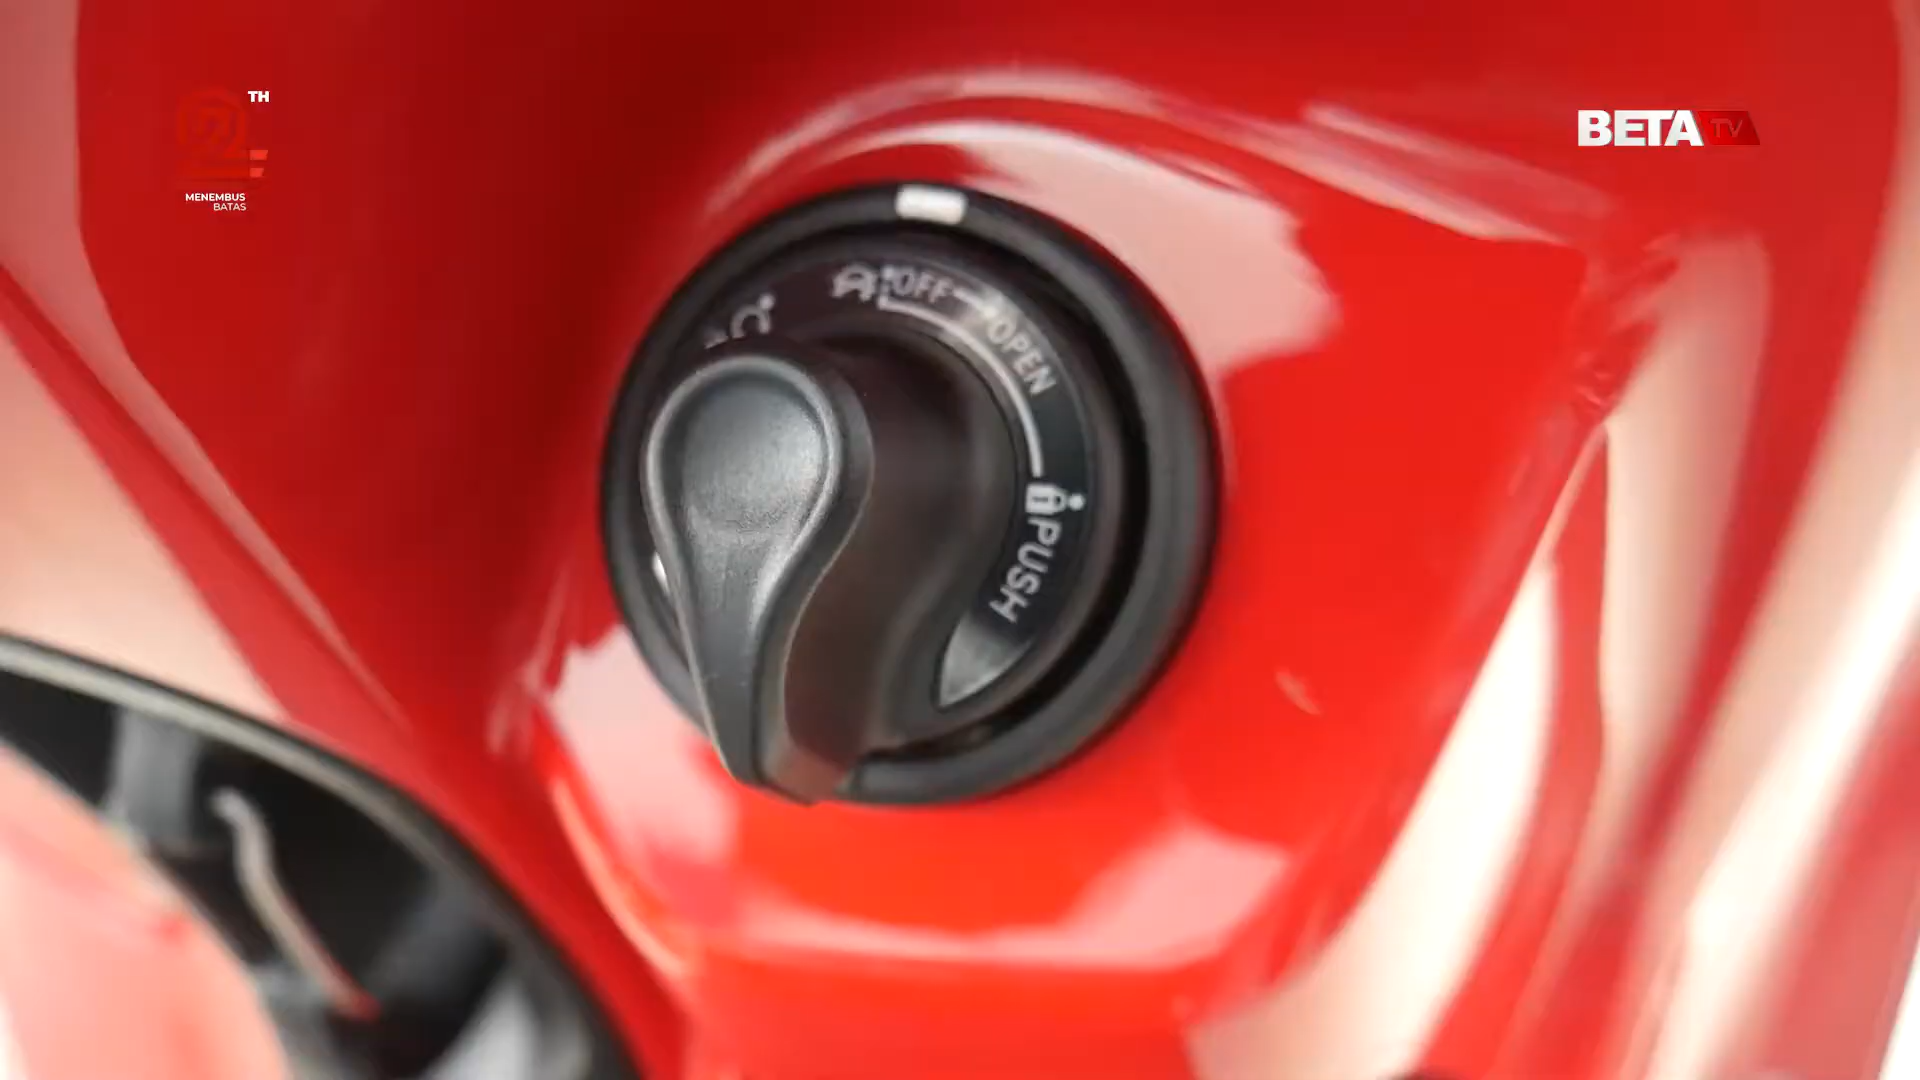 TH
MENEMBUS
BATAS
BETA TV
OFF
OPEN
PUSH